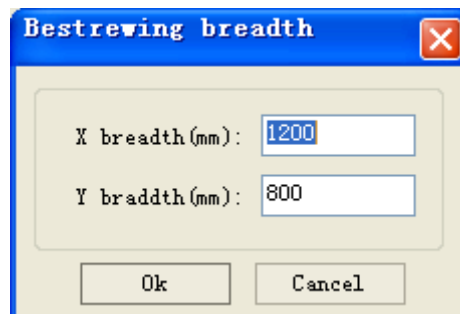 Bestrewing breadth
X breadth(mm): 1200
Y braddth(mm): 800
Ok Cancel